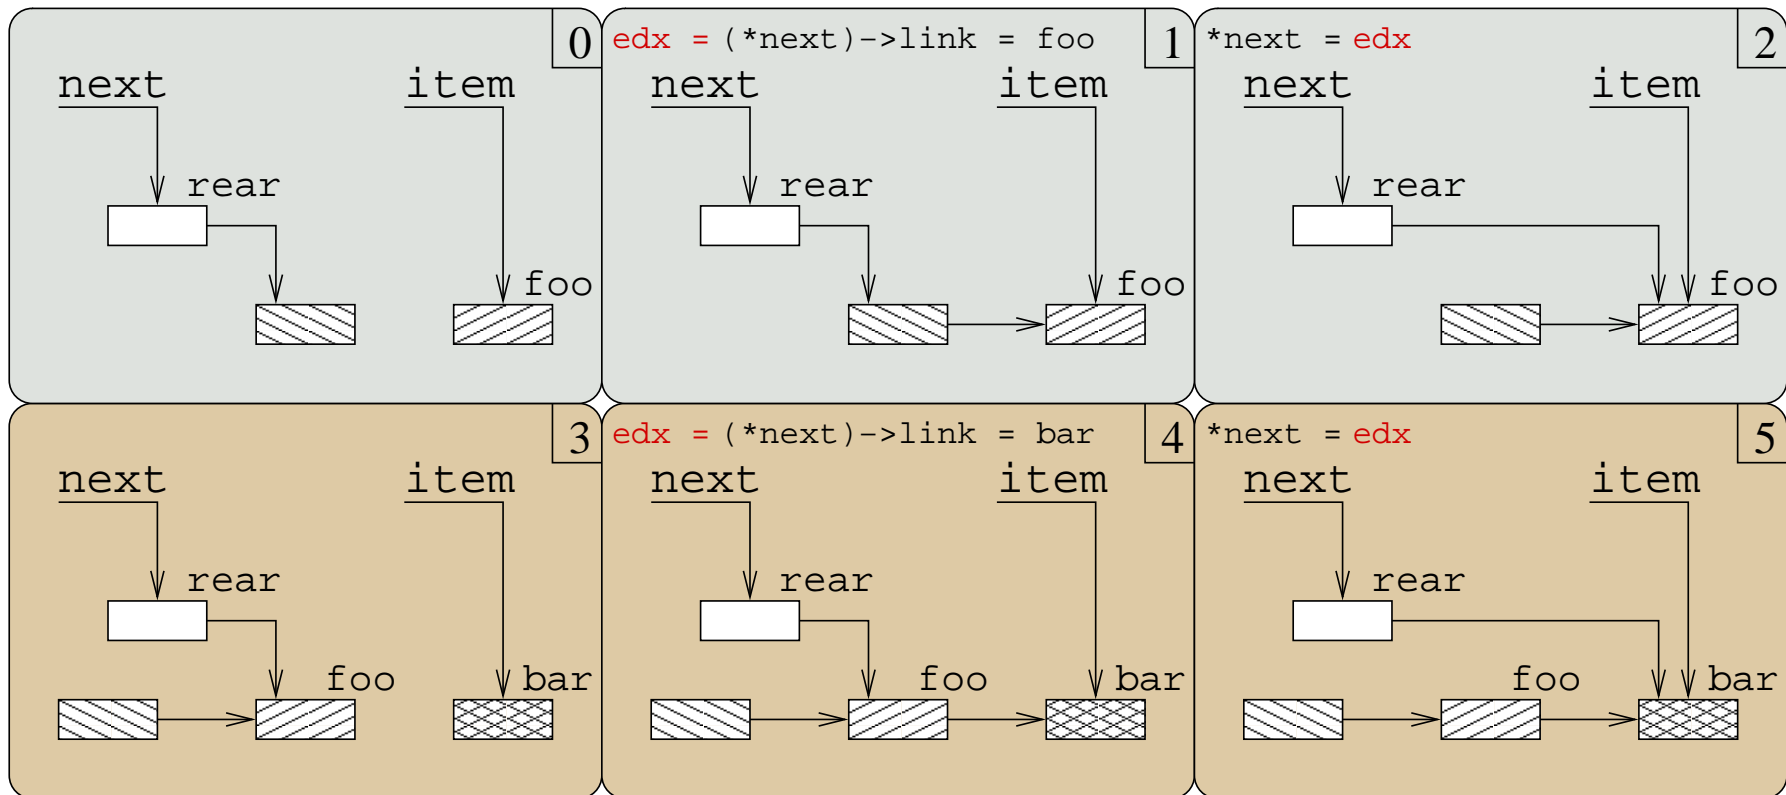 0
next item
rear
foo
edx = (*next)->link = foo 1
next item
rear
foo
*next = edx 2
next item
rear
foo
3
next item
rear
foo bar
edx = (*next)->link = bar 4
next item
rear
foo bar
*next = edx 5
next item
rear
foo bar